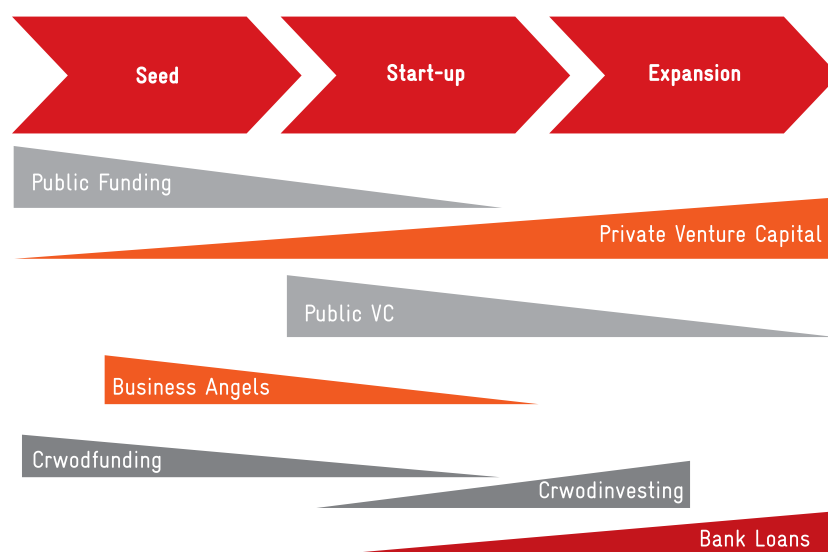 Seed
Start-up
Expansion
Public Funding
Private Venture Capital
Public VC
Business Angels
Crwodfunding
Crwodinvesting
Bank Loans